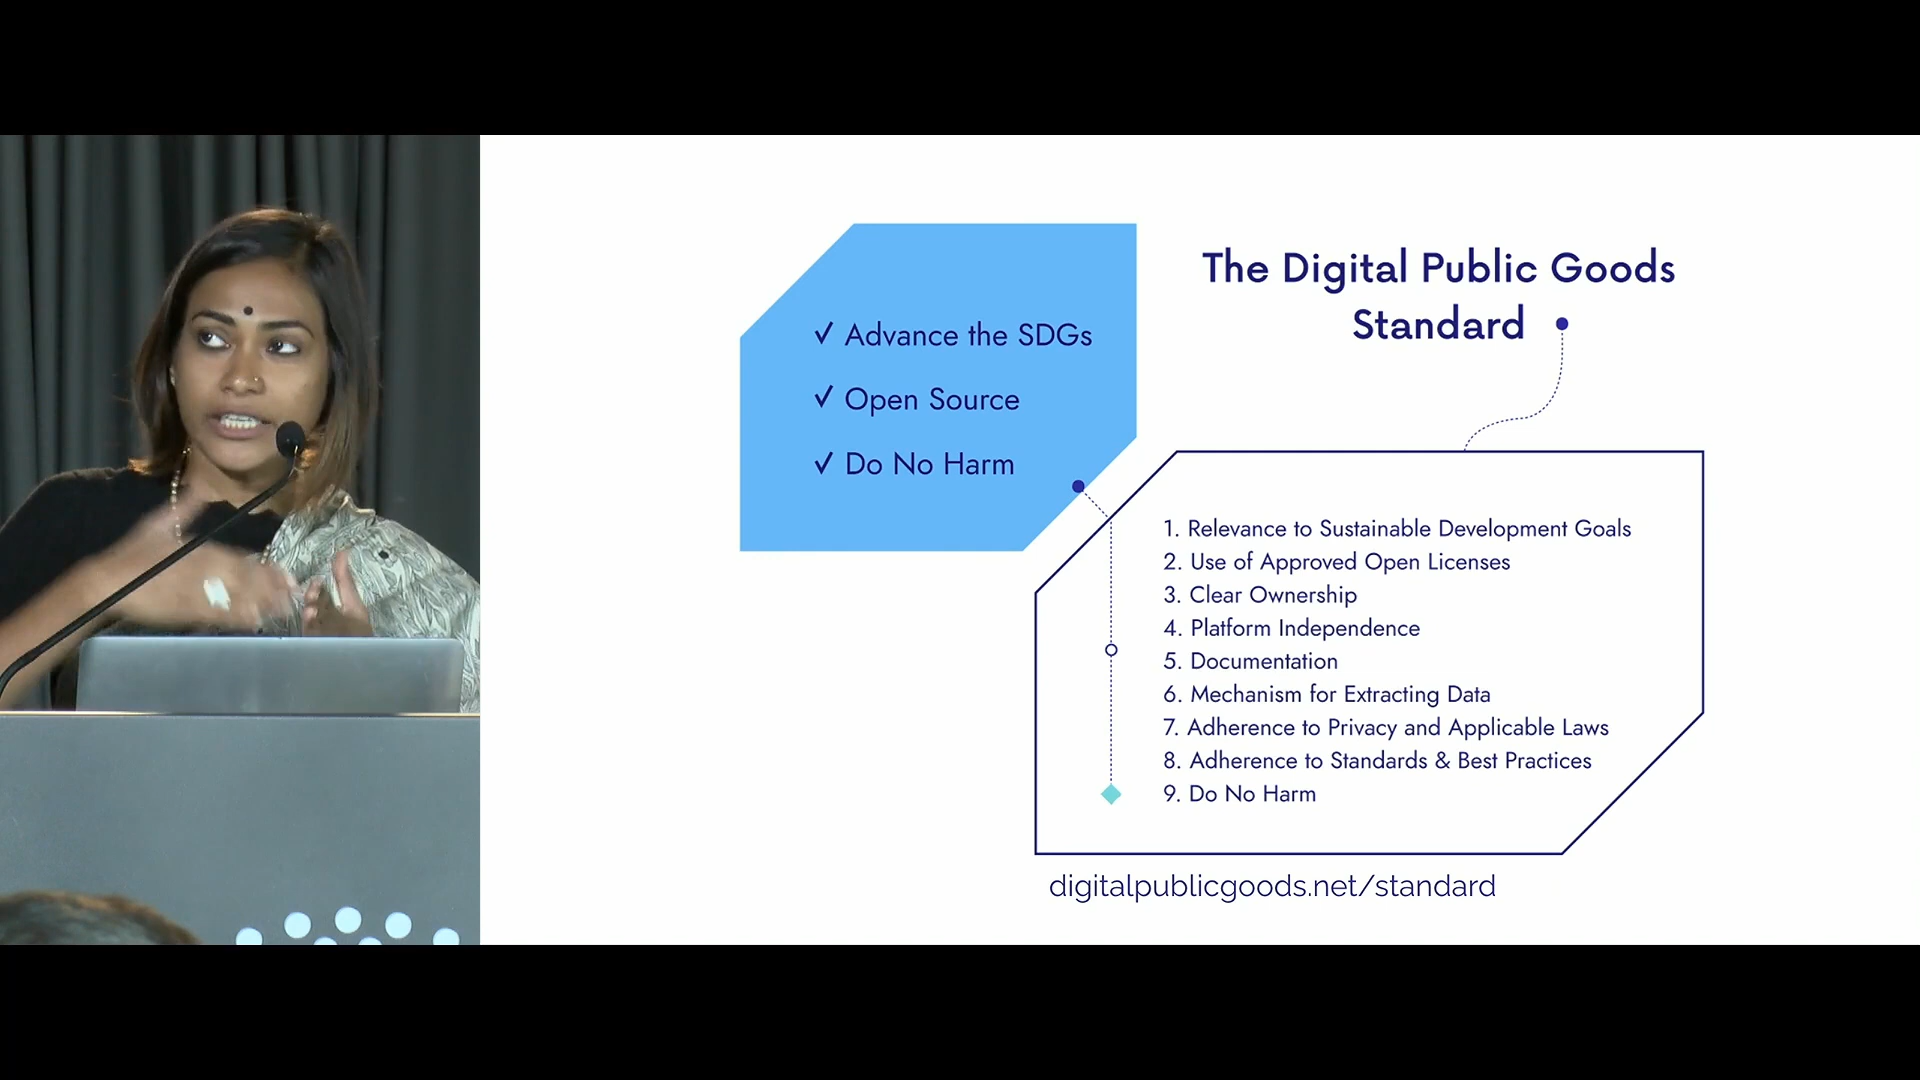 ✓ Advance the SDGs
✓ Open Source
✓ Do No Harm
The Digital Public Goods
Standard
1. Relevance to Sustainable Development Goals
2. Use of Approved Open Licenses
3. Clear Ownership
4. Platform Independence
5. Documentation
6. Mechanism for Extracting Data
7. Adherence to Privacy and Applicable Laws
8. Adherence to Standards & Best Practices
9. Do No Harm
digitalpublicgoods.net/standard